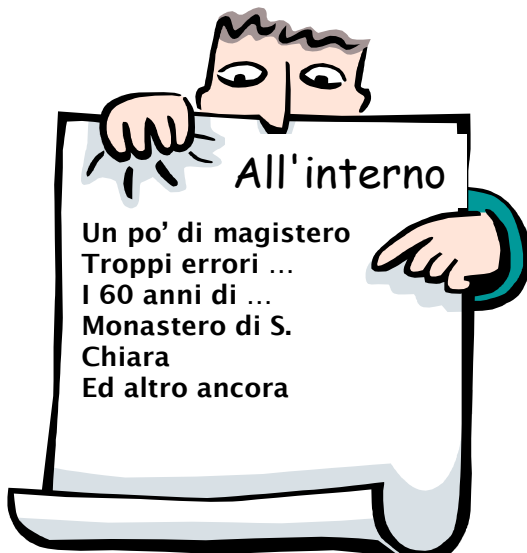 All'interno
Un po’ di magistero
Troppi errori …
I 60 anni di …
Monastero di S.
Chiara
Ed altro ancora